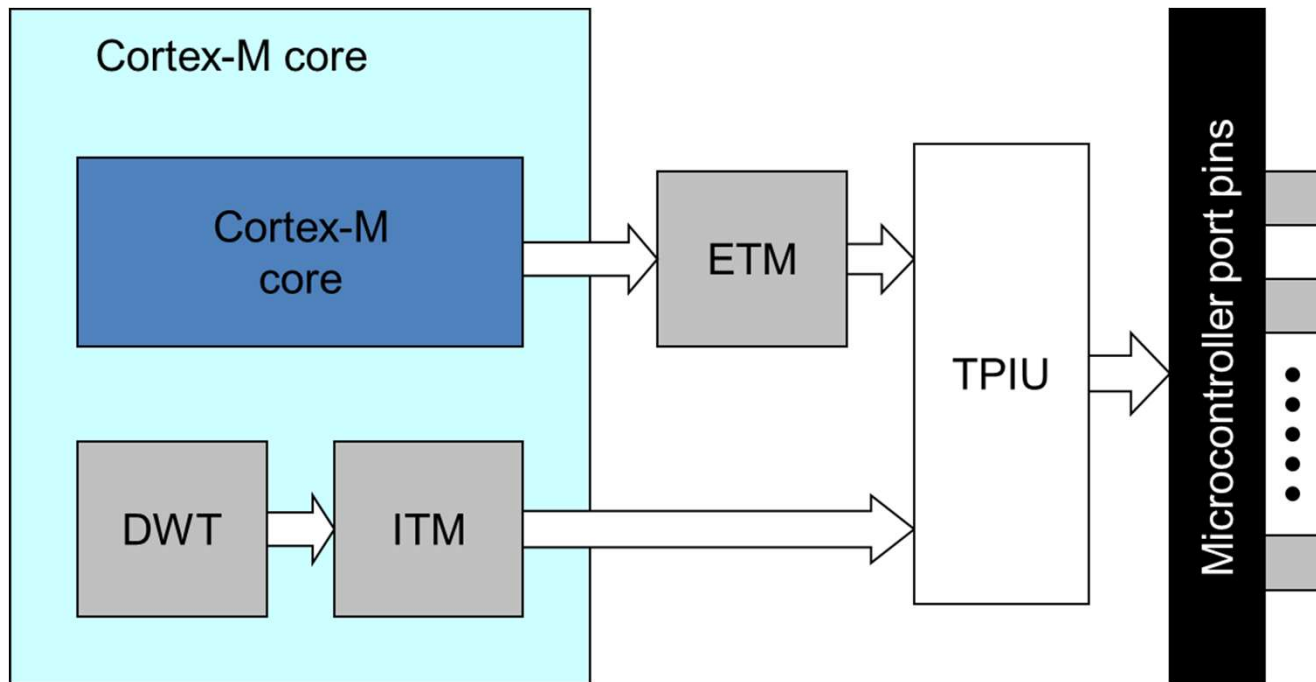 Cortex-M core
Cortex-M
core
ETM
TPIU
DWT
ITM
Microcontroller port pins